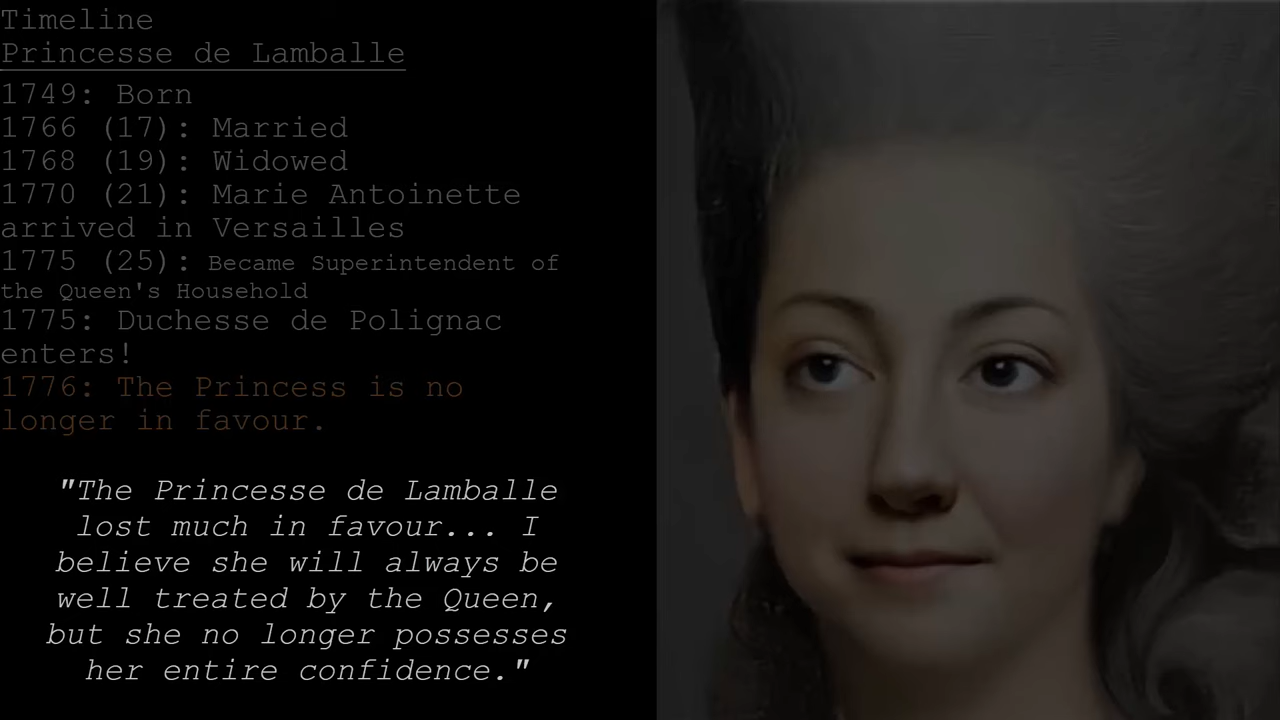 Timeline
Princesse de Lamballe
1749: Born
1766 (17): Married
1768 (19): Widowed
1770 (21): Marie Antoinette
arrived in Versailles
1775 (25): Became Superintendent of
the Queen's Household
1775: Duchesse de Polignac
enters!
1776: The Princess is no
longer in favour.
"The Princesse de Lamballe
lost much in favour... I
believe she will always be
well treated by the Queen,
but she no longer possesses
her entire confidence."